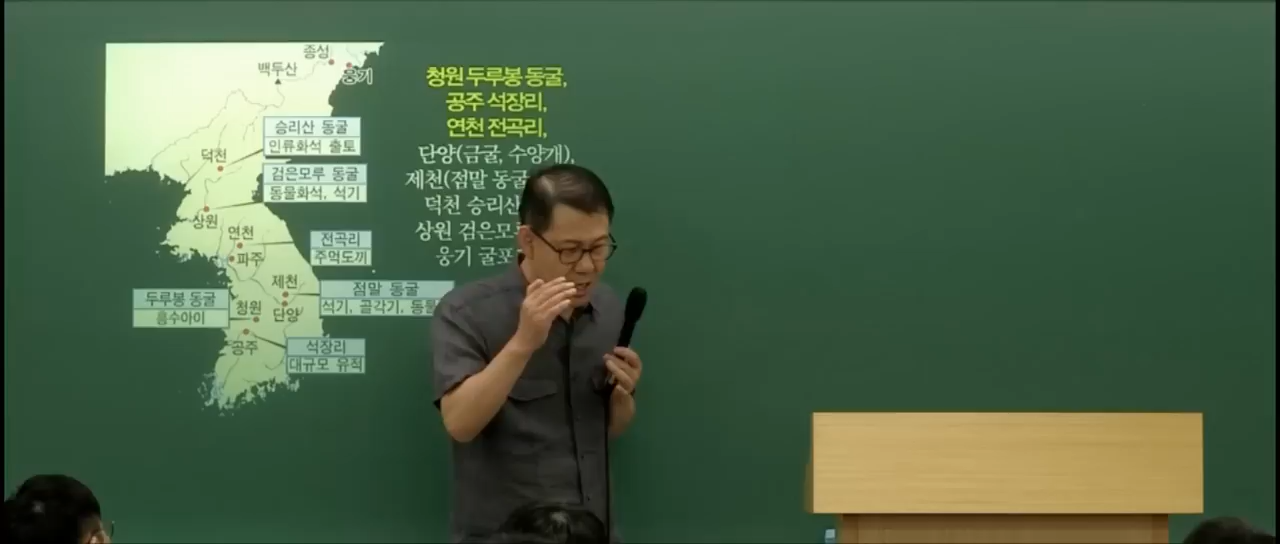 종성
백두산
웅기
승리산 동굴
인류화석 출토
덕천
검은모루 동굴
동물화석, 석기
상원
연천
전곡리
주먹도끼
파주
제천
점말 동굴
석기, 골각기, 동물
두루봉 동굴
흥수아이
청원
단양
공주
석장리
대규모 유적
청원 두루봉 동굴,
공주 석장리,
연천 전곡리,
단양(금굴, 수양개),
제천(점말 동굴
덕천 승리산
상원 검은모루
웅기 굴포